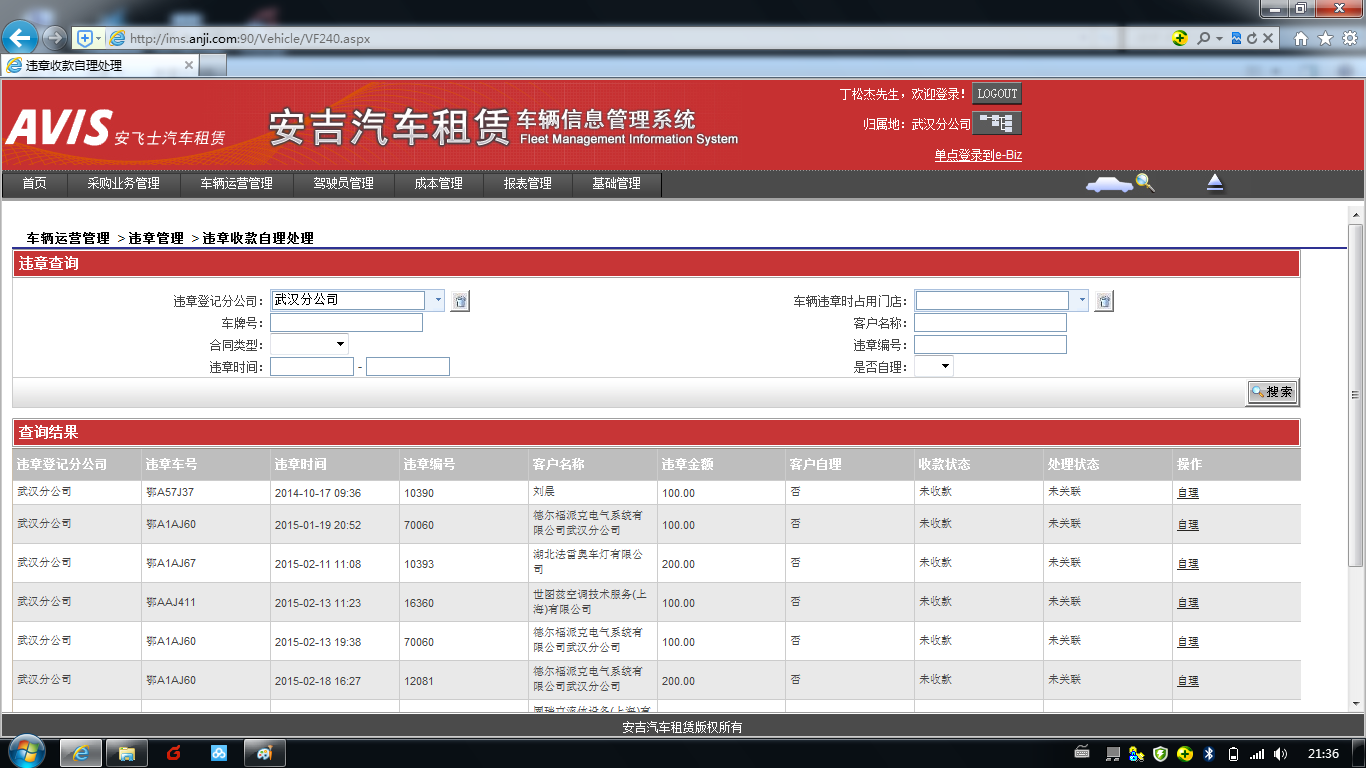 http://ims.anji.com:90/Vehicle/VF240.aspx
违章收款自理处理
AVIS 安飞士汽车租赁
安吉汽车租赁 车辆信息管理系统
Fleet Management Information System
丁松杰先生，欢迎登录！ LOGOUT
归属地：武汉分公司
单点登录到e-Biz
首页 采购业务管理 车辆运营管理 驾驶员管理 成本管理 报表管理 基础管理
车辆运营管理 >违章管理 >违章收款自理处理
违章查询
违章登记分公司： 武汉分公司 车辆违章时占用门店：
车牌号： 客户名称：
合同类型： 违章编号：
违章时间： - 是否自理：
搜索
查询结果
违章登记分公司 违章车号 违章时间 违章编号 客户名称 违章金额 客户自理 收款状态 处理状态 操作
武汉分公司 鄂A57J37 2014-10-17 09:36 10390 刘晨 100.00 否 未收款 未关联 自理
武汉分公司 鄂A1AJ60 2015-01-19 20:52 70060 德尔福派克电气系统有限公司武汉分公司 100.00 否 未收款 未关联 自理
武汉分公司 鄂A1AJ67 2015-02-11 11:08 10393 湖北法雷奥车灯有限公司 200.00 否 未收款 未关联 自理
武汉分公司 鄂AAJ411 2015-02-13 11:23 16360 世图兹空调技术服务(上海)有限公司 100.00 否 未收款 未关联 自理
武汉分公司 鄂A1AJ60 2015-02-13 19:38 70060 德尔福派克电气系统有限公司武汉分公司 100.00 否 未收款 未关联 自理
武汉分公司 鄂A1AJ60 2015-02-18 16:27 12081 德尔福派克电气系统有限公司武汉分公司 200.00 否 未收款 未关联 自理
安吉汽车租赁版权所有
21:36